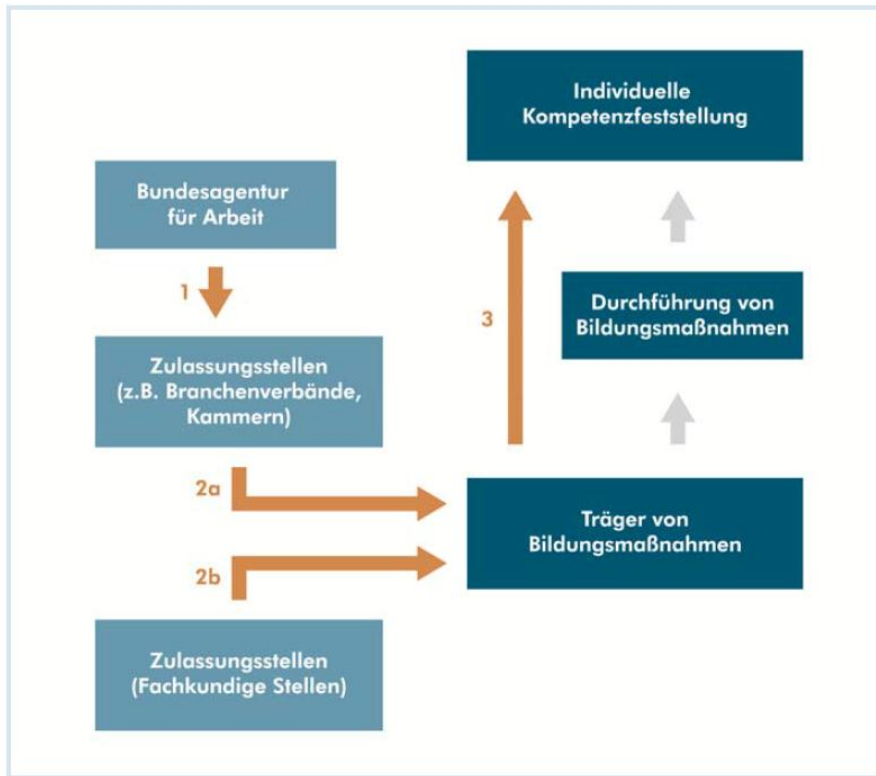 Individuelle
Kompetenzfeststellung
Bundesagentur
für Arbeit
1
3
Durchführung von
Bildungsmaßnahmen
Zulassungsstellen
(z.B. Branchenverbände,
Kammern)
2a
Träger von
Bildungsmaßnahmen
2b
Zulassungsstellen
(Fachkundige Stellen)